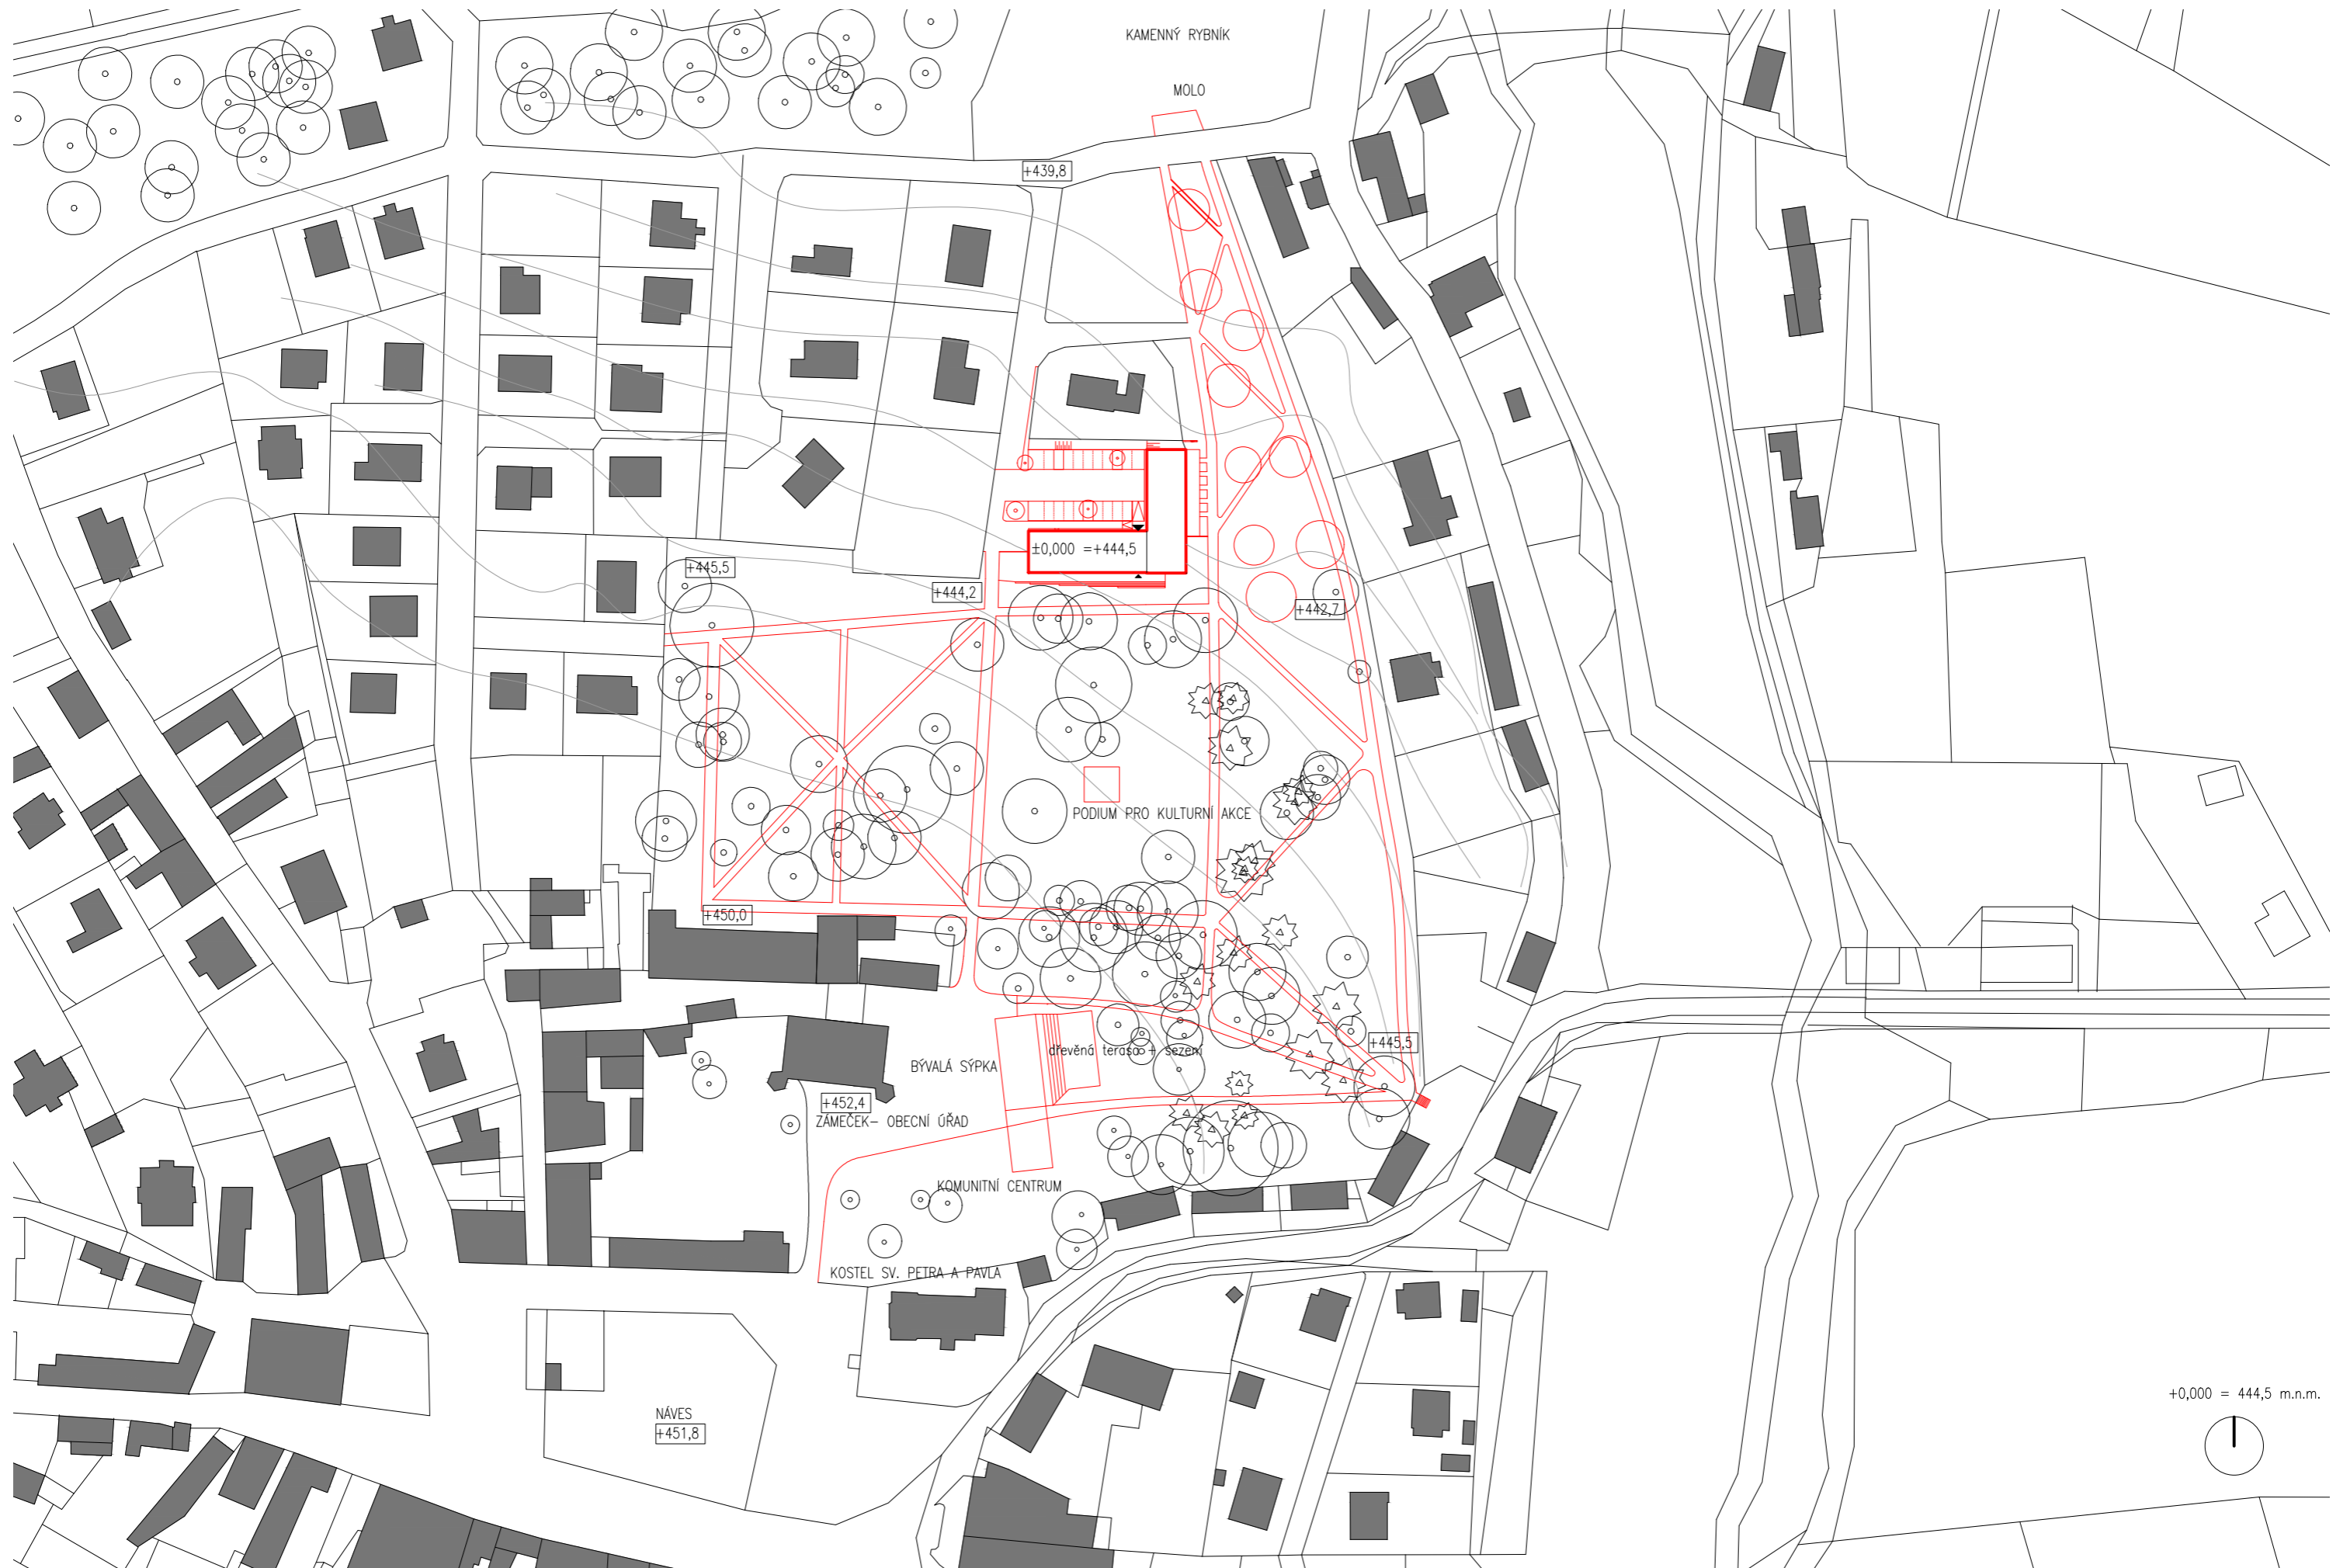 KAMENNÝ RYBNÍK
MOLO
+439,8
±0,000 =+444,5
+445,5
+444,2
+442,7
PODIUM PRO KULTURNÍ AKCE
+450,0
+445,5
dřevěná terasa + sezení
BÝVALÁ SÝPKA
+452,4
ZÁMEČEK– OBECNÍ ÚŘAD
KOMUNITNÍ CENTRUM
KOSTEL SV. PETRA A PAVLA
+0,000 = 444,5 m.n.m.
NÁVES
+451,8